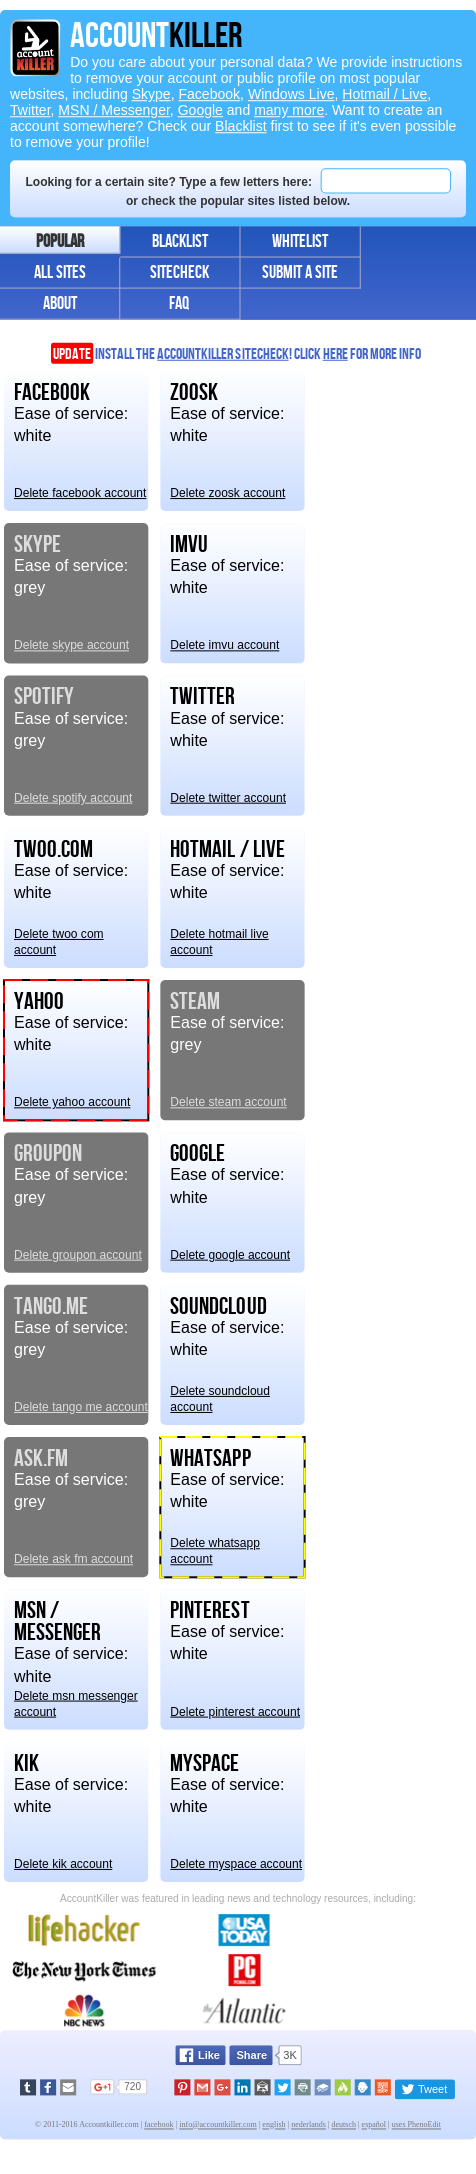 account
KILLER
ACCOUNTKILLER
Do you care about your personal data? We provide instructions
to remove your account or public profile on most popular
websites, including Skype, Facebook, Windows Live, Hotmail / Live,
Twitter, MSN / Messenger, Google and many more. Want to create an
account somewhere? Check our Blacklist first to see if it's even possible
to remove your profile!
Looking for a certain site? Type a few letters here:
or check the popular sites listed below.
POPULAR BLACKLIST WHITELIST
ALL SITES SITECHECK SUBMIT A SITE
ABOUT FAQ
UPDATE INSTALL THE ACCOUNTKILLER SITECHECK! CLICK HERE FOR MORE INFO
FACEBOOK
Ease of service:
white
Delete facebook account
ZOOSK
Ease of service:
white
Delete zoosk account
SKYPE
Ease of service:
grey
Delete skype account
IMVU
Ease of service:
white
Delete imvu account
SPOTIFY
Ease of service:
grey
Delete spotify account
TWITTER
Ease of service:
white
Delete twitter account
TWOO.COM
Ease of service:
white
Delete twoo com
account
HOTMAIL / LIVE
Ease of service:
white
Delete hotmail live
account
YAHOO
Ease of service:
white
Delete yahoo account
STEAM
Ease of service:
grey
Delete steam account
GROUPON
Ease of service:
grey
Delete groupon account
GOOGLE
Ease of service:
white
Delete google account
TANGO.ME
Ease of service:
grey
Delete tango me account
SOUNDCLOUD
Ease of service:
white
Delete soundcloud
account
ASK.FM
Ease of service:
grey
Delete ask fm account
WHATSAPP
Ease of service:
white
Delete whatsapp
account
MSN /
MESSENGER
Ease of service:
white
Delete msn messenger
account
PINTEREST
Ease of service:
white
Delete pinterest account
KIK
Ease of service:
white
Delete kik account
MYSPACE
Ease of service:
white
Delete myspace account
AccountKiller was featured in leading news and technology resources, including:
lifehacker
USA
TODAY
The New York Times
PC
PCMAG.COM
NBC NEWS
the Atlantic
Like Share 3K
G+1 720
Tweet
© 2011-2016 Accountkiller.com | facebook | info@accountkiller.com | english | nederlands | deutsch | español | uses PhenoEdit